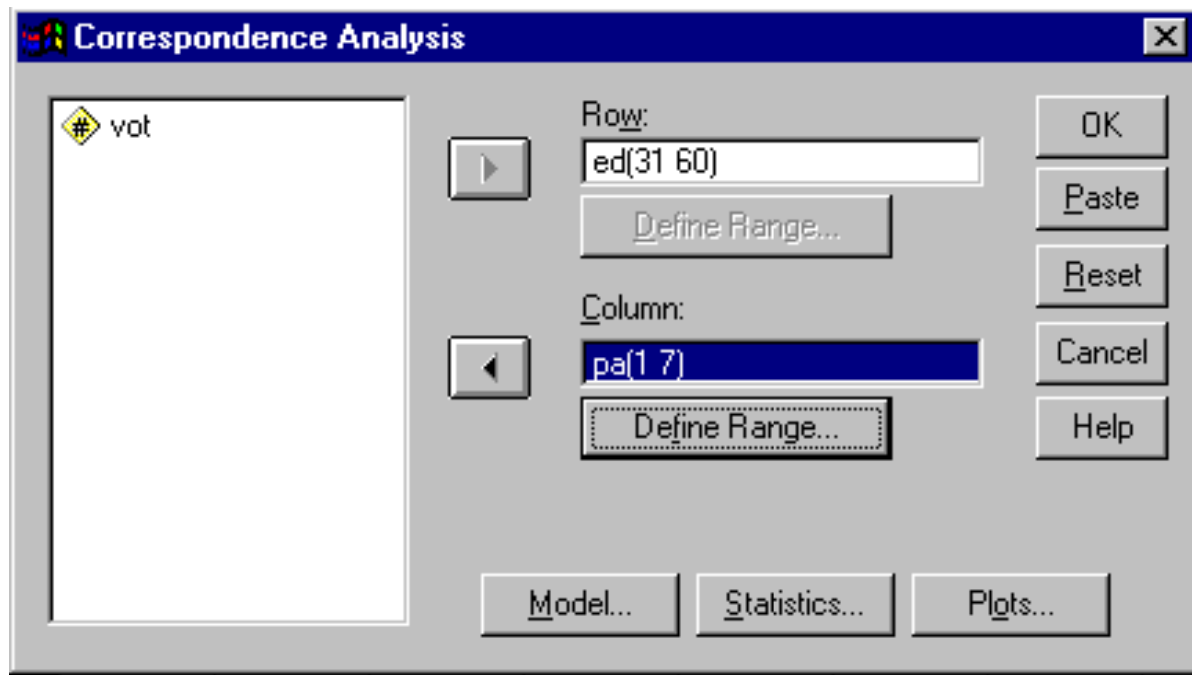 Correspondence Analysis
# vot
Row:
ed(31 60)
Define Range...
Column:
pa(1 7)
Define Range...
OK
Paste
Reset
Cancel
Help
Model...
Statistics...
Plots...